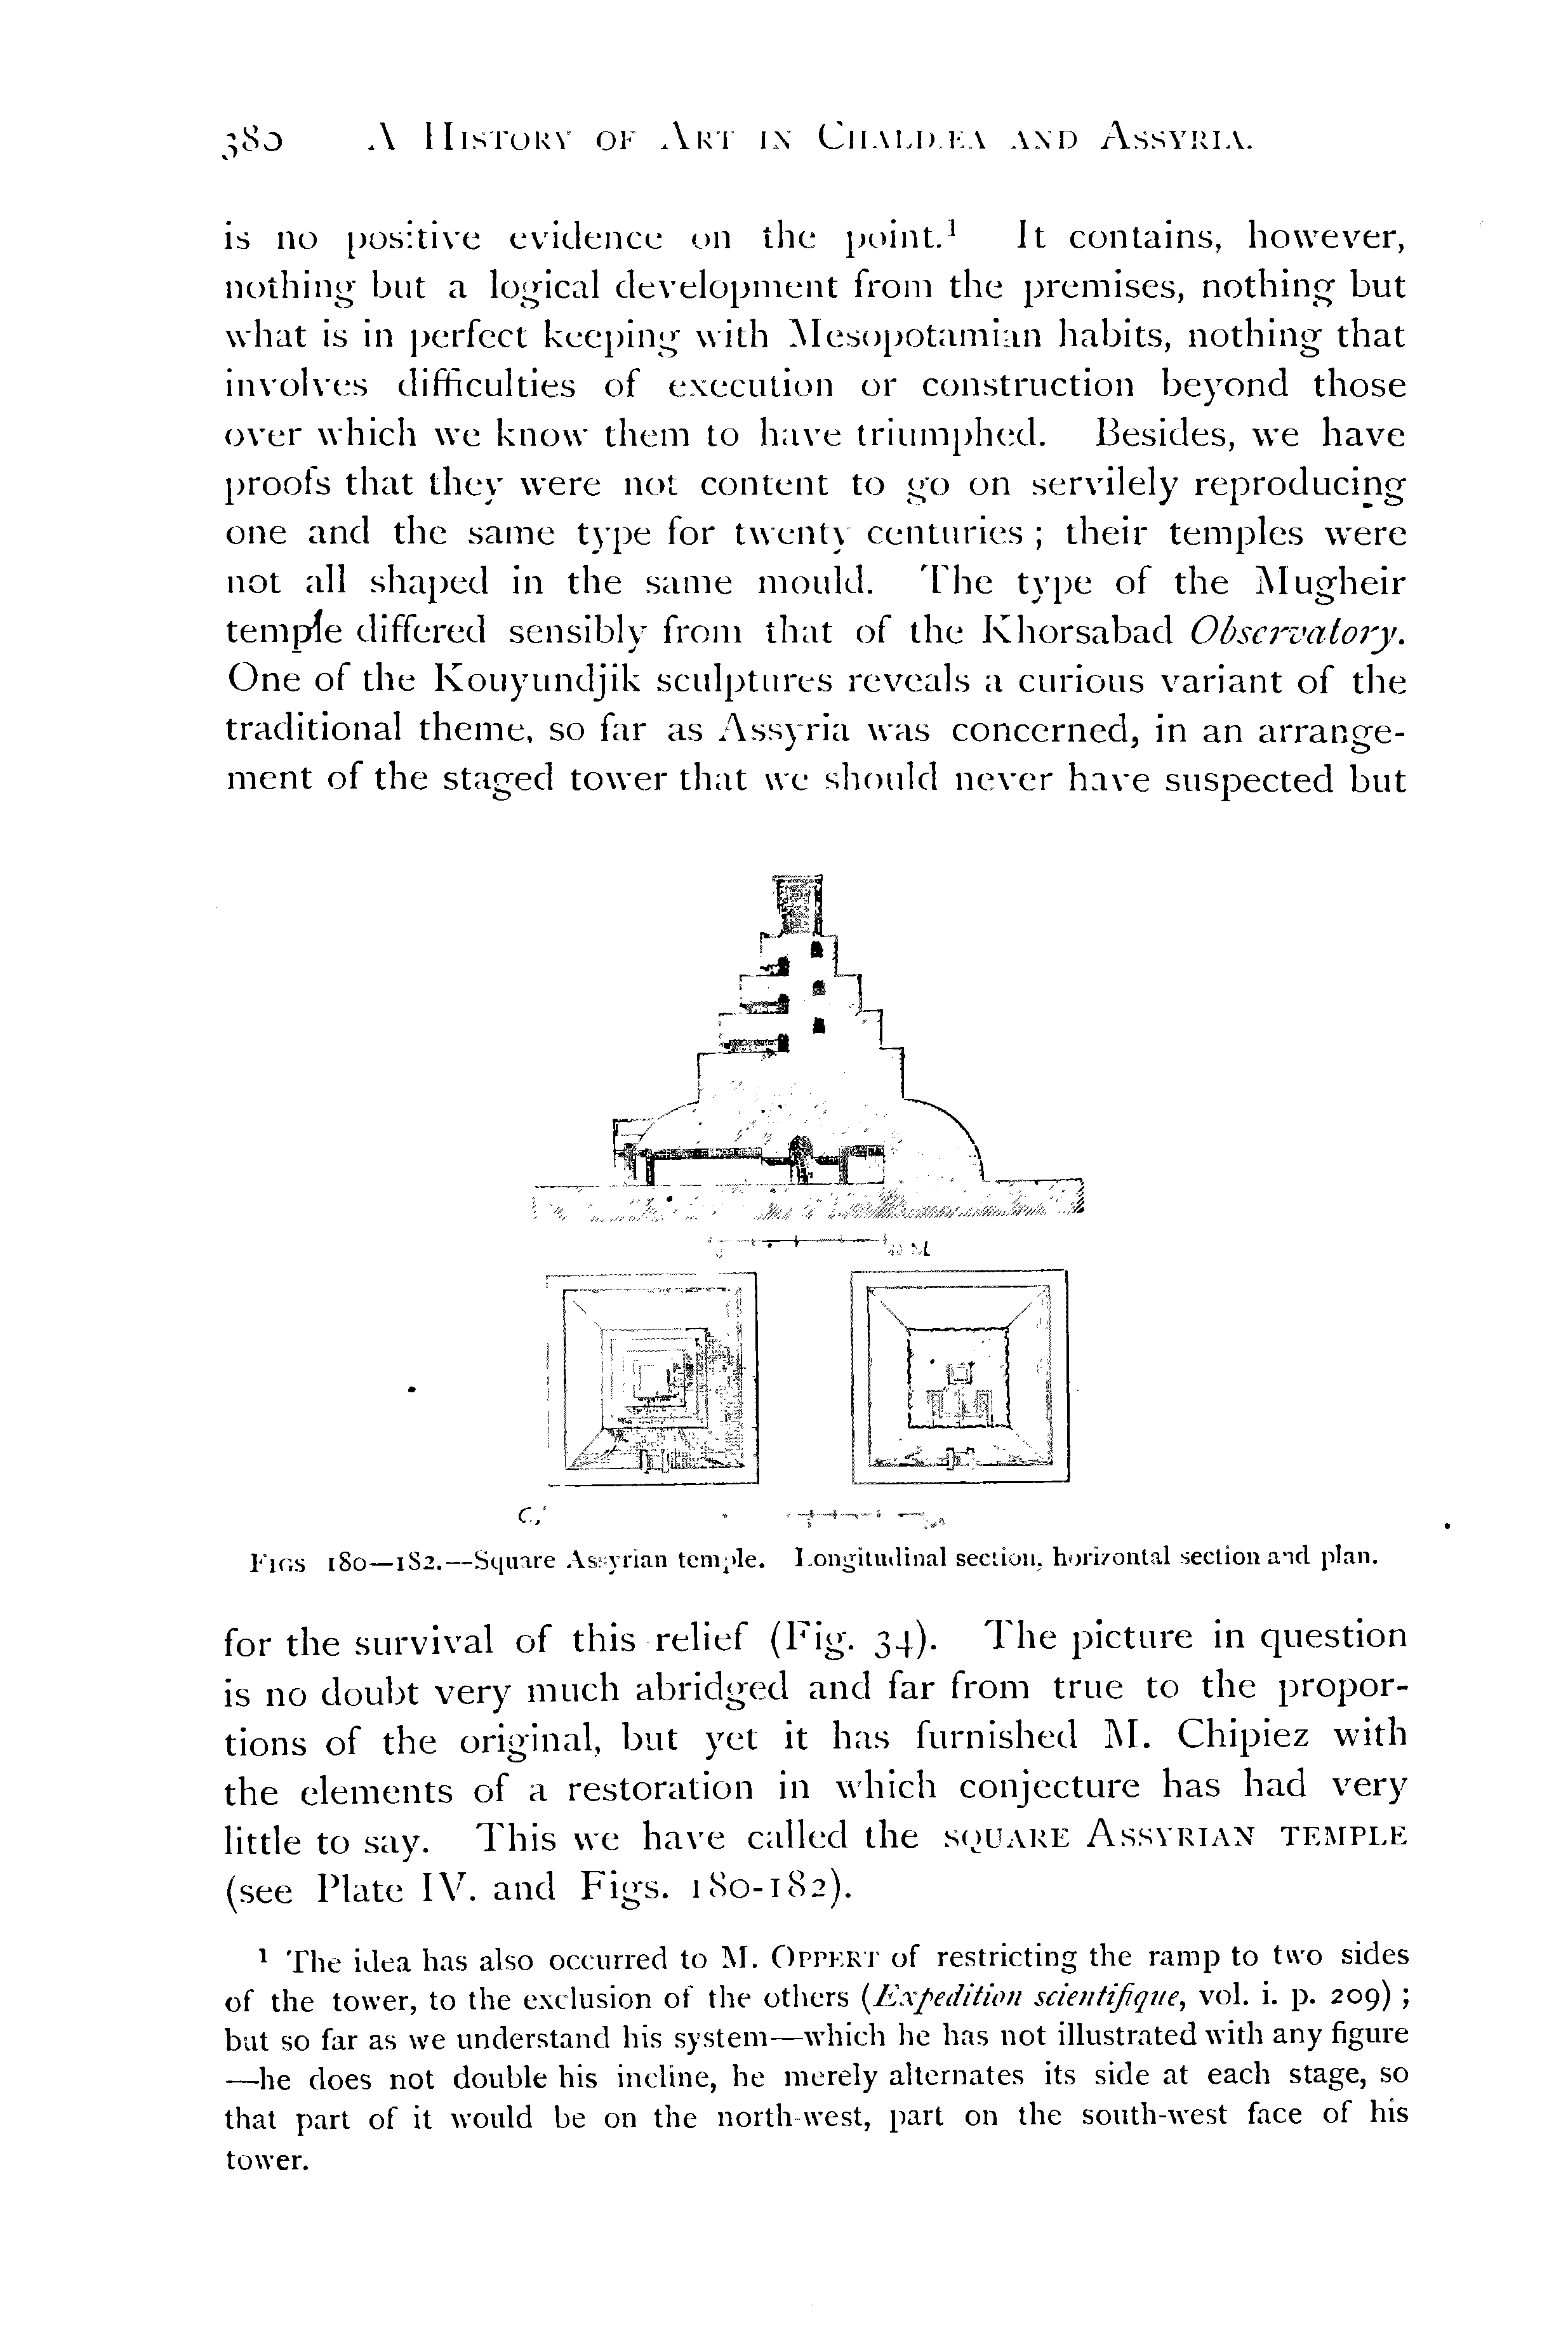 380 A History of Art in Chaldæa and Assyria.
is no positive evidence on the point.¹ It contains, however,
nothing but a logical development from the premises, nothing but
what is in perfect keeping with Mesopotamian habits, nothing that
involves difficulties of execution or construction beyond those
over which we know them to have triumphed. Besides, we have
proofs that they were not content to go on servilely reproducing
one and the same type for twenty centuries ; their temples were
not all shaped in the same mould. The type of the Mugheir
temple differed sensibly from that of the Khorsabad Observatory.
One of the Kouyundjik sculptures reveals a curious variant of the
traditional theme, so far as Assyria was concerned, in an arrange-
ment of the staged tower that we should never have suspected but
Figs 180—182.—Square Assyrian temple. Longitudinal section, horizontal section and plan.
for the survival of this relief (Fig. 34). The picture in question
is no doubt very much abridged and far from true to the propor-
tions of the original, but yet it has furnished M. Chipiez with
the elements of a restoration in which conjecture has had very
little to say. This we have called the SQUARE ASSYRIAN TEMPLE
(see Plate IV. and Figs. 180-182).
¹ The idea has also occurred to M. OPPERT of restricting the ramp to two sides
of the tower, to the exclusion of the others (Expedition scientifique, vol. i. p. 209) ;
but so far as we understand his system—which he has not illustrated with any figure
—he does not double his incline, he merely alternates its side at each stage, so
that part of it would be on the north-west, part on the south-west face of his
tower.